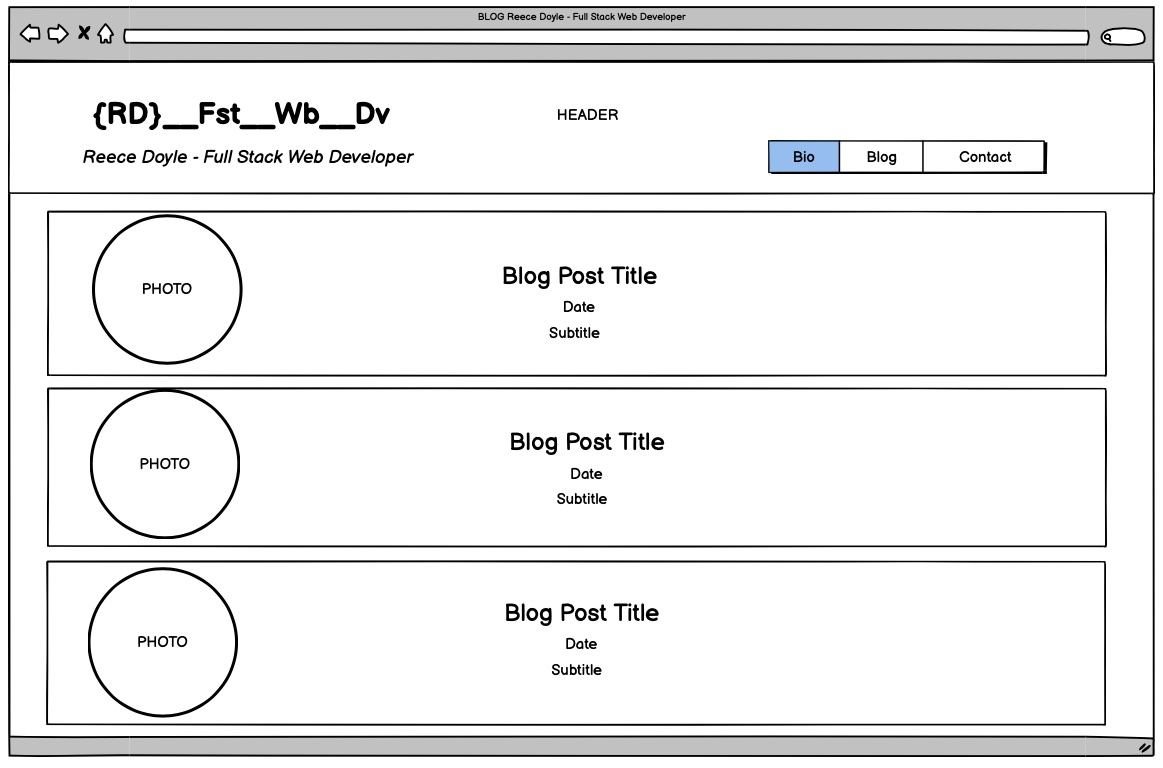 BLOG Reece Doyle - Full Stack Web Developer
{RD}__Fst__Wb__Dv
HEADER
Reece Doyle - Full Stack Web Developer
Bio Blog Contact
PHOTO
Blog Post Title
Date
Subtitle
PHOTO
Blog Post Title
Date
Subtitle
PHOTO
Blog Post Title
Date
Subtitle